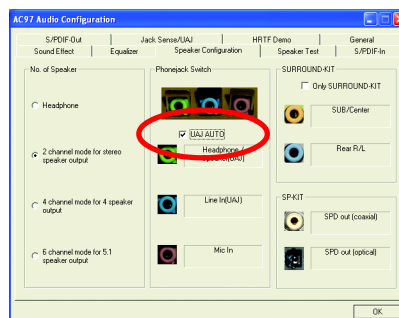 AC97 Audio Configuration
S/PDIF-Out
Jack Sense/UAJ
HRTF Demo
General
Sound Effect
Equalizer
Speaker Configuration
Speaker Test
S/PDIF-In
No. of Speaker
Headphone
2 channel mode for stereo
speaker output
4 channel mode for 4 speaker
output
6 channel mode for 5.1
speaker output
Phonejack Switch
UAJ AUTO
Headphone /
Speaker(UAJ)
Line In(UAJ)
Mic In
SURROUND-KIT
Only SURROUND-KIT
SUB/Center
Rear R/L
SP-KIT
SPD out (coaxial)
SPD out (optical)
OK